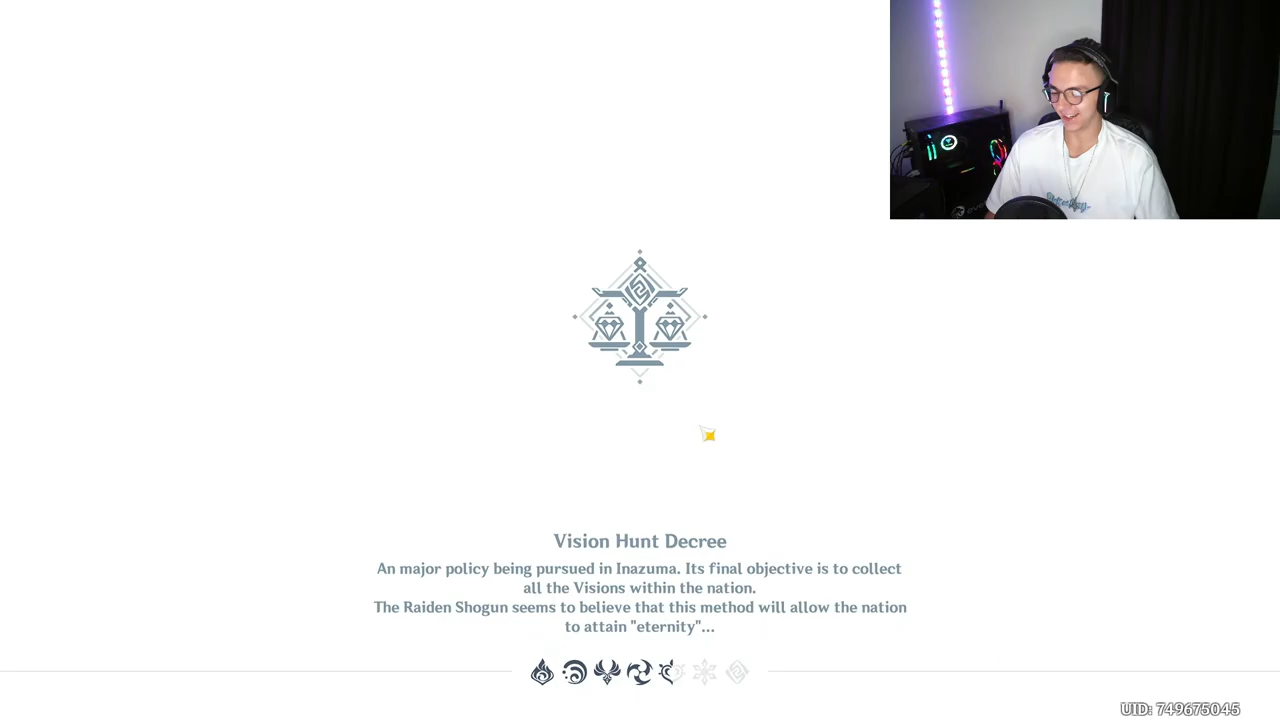 Vision Hunt Decree
An major policy being pursued in Inazuma. Its final objective is to collect
all the Visions within the nation.
The Raiden Shogun seems to believe that this method will allow the nation
to attain "eternity"...
UID: 749675045